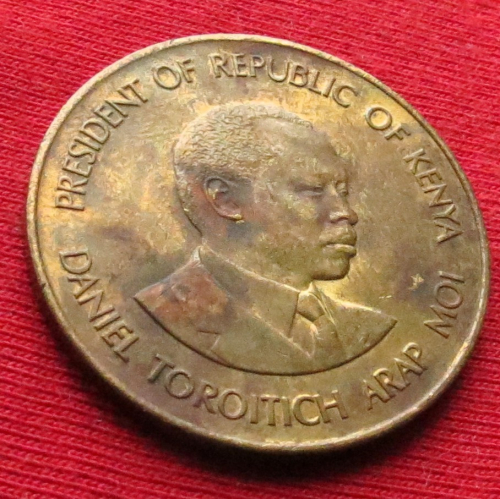 PRESIDENT OF REPUBLIC OF KENYA
DANIEL TOROITICH ARAP MOI